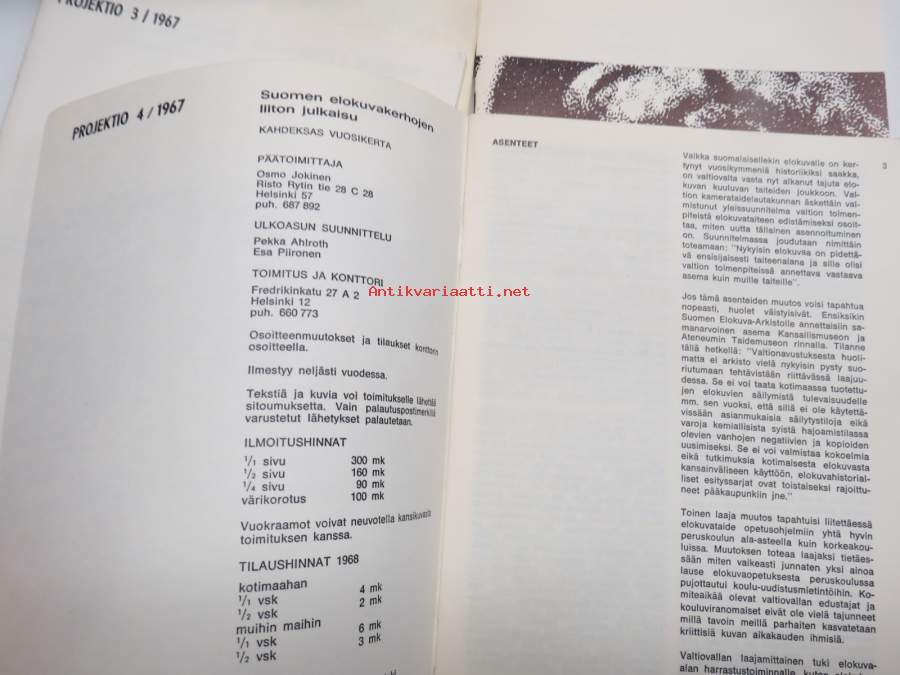 PROJEKTIO 3/1967
PROJEKTIO 4/1967
Suomen elokuvakerhojen
liiton julkaisu
KAHDEKSAS VUOSIKERTA
PÄÄTOIMITTAJA
Osmo Jokinen
Risto Rytin tie 28 C 28
Helsinki 57
puh. 687 892
ULKOASUN SUUNNITTELU
Pekka Ahlroth
Esa Piironen
TOIMITUS JA KONTTORI
Fredrikinkatu 27 A 2
Helsinki 12
puh. 660 773
Osoitteenmuutokset ja tilaukset konttorin
osoitteella.
Ilmestyy neljästi vuodessa.
Tekstiä ja kuvia voi toimitukselle lähettää
sitoumuksetta. Vain palautuspostimerkillä
varustetut lähetykset palautetaan.
ILMOITUSHINNAT
1/1 sivu 300 mk
1/2 sivu 160 mk
1/4 sivu 90 mk
värikorotus 100 mk
Vuokraamot voivat neuvotella kansikuvasta
toimituksen kanssa.
TILAUSHINNAT 1968
kotimaahan
1/1 vsk 4 mk
1/2 vsk 2 mk
muihin maihin
1/1 vsk 6 mk
1/2 vsk 3 mk
Antikvariaatti.net
ASENTEET
3
Vaikka suomalaisellekin elokuvalle on ker-
tynyt vuosikymmeniä historiikiksi saakka,
on valtiovalta vasta nyt alkanut tajuta elo-
kuvan kuuluvan taiteiden joukkoon. Val-
tion kamerataidelautakunnan äskettäin val-
mistunut yleissuunnitelma valtion toimen-
piteistä elokuvataiteen edistämiseksi osoit-
taa, miten uutta tällainen asennoituminen
on. Suunnitelmassa joudutaan nimittäin
toteamaan: "Nykyisin elokuvaa on pidettä-
vä ensisijaisesti taiteenalana ja sille olisi
valtion toimenpiteissä annettava vastaava
asema kuin muille taiteille".
Jos tämä asenteiden muutos voisi tapahtua
nopeasti, huolet väistyisivät. Ensiksikin
Suomen Elokuva-Arkistolle annettaisiin sa-
manarvoinen asema Kansallismuseon ja
Ateneumin Taidemuseon rinnalla. Tilanne
tällä hetkellä: "Valtionavustuksesta huoli-
matta ei arkisto vielä nykyisin pysty suo-
riutumaan tehtävistään riittävässä laajuu-
dessa. Se ei voi taata kotimaassa tuotettu-
jen elokuvien säilymistä tulevaisuudelle
mm. sen vuoksi, että sillä ei ole käytettä-
vissään asianmukaisia säilytystiloja eikä
varoja kemiallisista syistä hajoamistilassa
olevien vanhojen negatiivien ja kopioiden
uusimiseksi. Se ei voi valmistaa kokoelmia
eikä tutkimuksia kotimaisesta elokuvasta
kansainväliseen käyttöön, elokuvahistorial-
liset esityssarjat ovat toistaiseksi rajoittu-
neet pääkaupunkiin jne."
Toinen laaja muutos tapahtuisi liitettäessä
elokuvataide opetusohjelmiin yhtä hyvin
peruskoulun ala-asteella kuin korkeakou-
luissa. Muutoksen toteaa laajaksi tietäes-
sään miten vaikeasti junnaten yksi ainoa
lause elokuvaopetuksesta peruskoulussa
pujottautui koulu-uudistusmietintöihin. Ko-
miteaikää olevat valtiovallan edustajat ja
kouluviranomaiset eivät ole vielä tajunneet
millä tavoin meillä parhaiten kasvatetaan
kriittisiä kuvan aikakauden ihmisiä.
Valtiovallan laajamittainen tuki elokuva-
alan harrastustoiminnalle